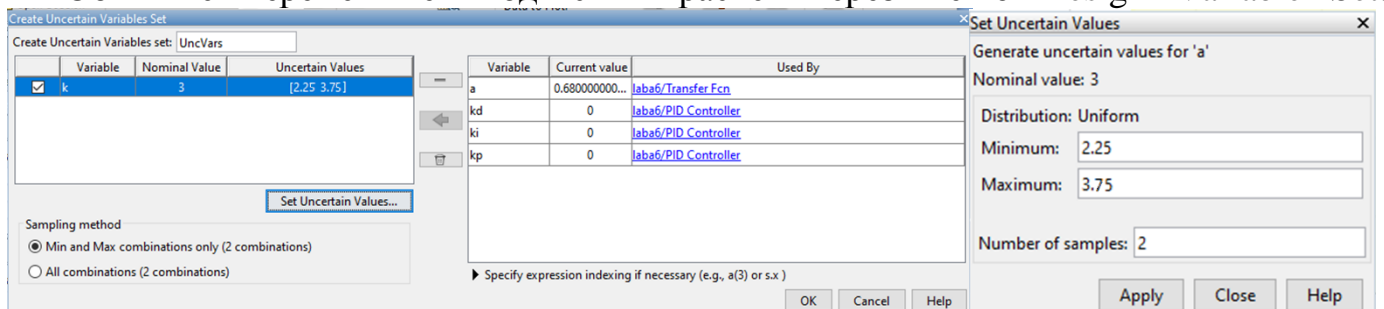 Create Uncertain Variables Set
Create Uncertain Variables set: UncVars
Variable Nominal Value Uncertain Values
k 3 [2.25 3.75]
Set Uncertain Values...
Sampling method
Min and Max combinations only (2 combinations)
All combinations (2 combinations)
Variable Current value Used By
a 0.680000000... laba6/Transfer Fcn
kd 0 laba6/PID Controller
ki 0 laba6/PID Controller
kp 0 laba6/PID Controller
Specify expression indexing if necessary (e.g., a(3) or s.x )
OK Cancel Help
Set Uncertain Values
Generate uncertain values for 'a'
Nominal value: 3
Distribution: Uniform
Minimum: 2.25
Maximum: 3.75
Number of samples: 2
Apply Close Help